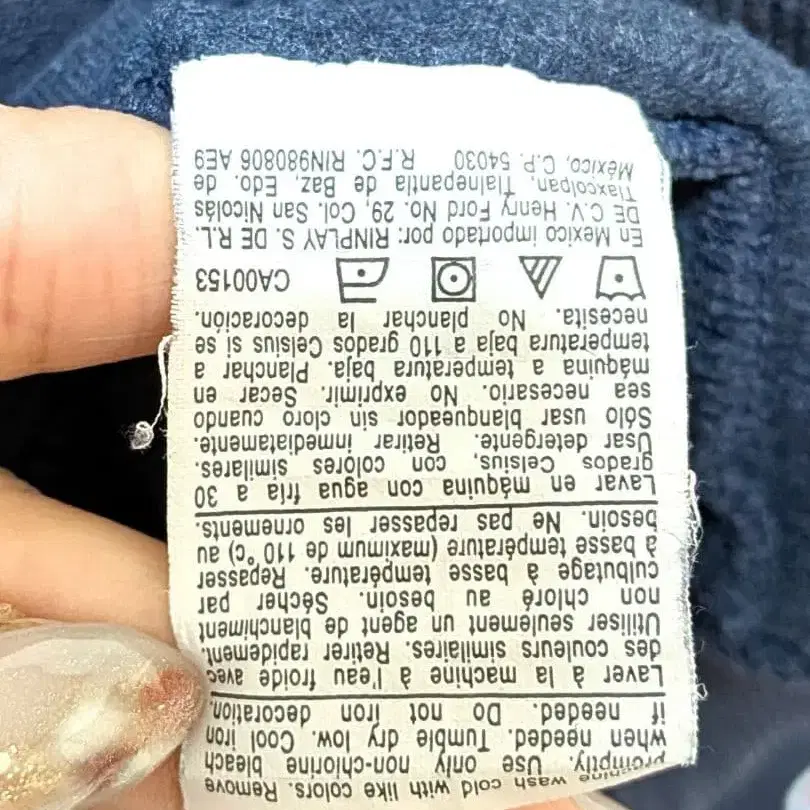 wash cold with like colors. Remove
promptly. Use only non-chlorine bleach
when needed. Tumble dry low. Cool iron
if needed. Do not iron decoration.
Laver à la machine à l'eau froide avec
des couleurs similaires. Retirer rapidement.
Utiliser seulement un agent de blanchiment
non chloré au besoin. Sécher par
culbutage à basse température. Repasser
à basse température (maximum de 110 °c) au
besoin. Ne pas repasser les ornements.
Lavar en máquina con agua fría a 30
grados Celsius, con colores similares.
Usar detergente. Retirar inmediatamente.
Sólo usar blanqueador sin cloro cuando
sea necesario. No exprimir. Secar en
máquina a temperatura baja. Planchar a
temperatura baja a 110 grados Celsius si se
necesita. No planchar la decoración.
CA00153
En Mexico importado por: RINPLAY S. DE R.L.
DE C.V. Henry Ford No. 29, Col. San Nicolás
Tlaxcolpan, Tlalnepantla de Baz, Edo. de
México, C.P. 54030 R.F.C. RIN980806 AE9